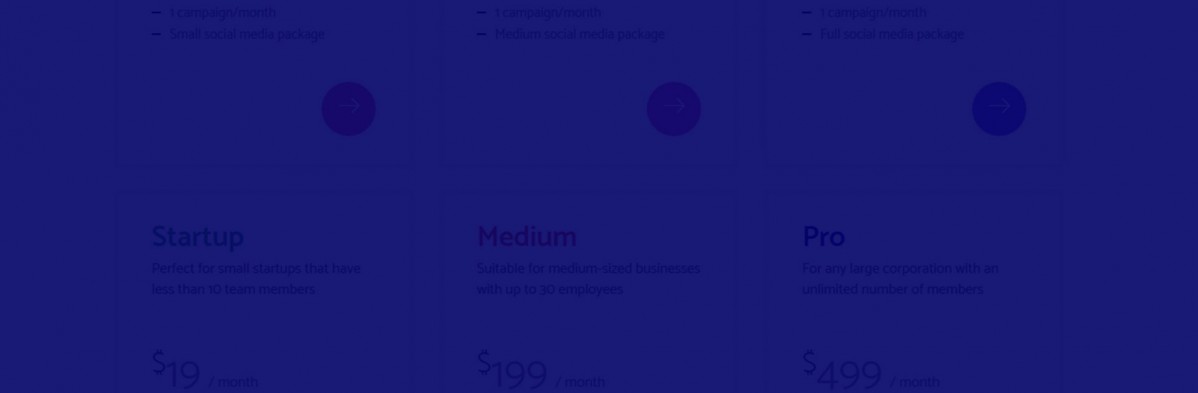 1 campaign/month
Small social media package
1 campaign/month
Medium social media package
1 campaign/month
Full social media package
Startup
Perfect for small startups that have
less than 10 team members
$19 / month
Medium
Suitable for medium-sized businesses
with up to 30 employees
$199 / month
Pro
For any large corporation with an
unlimited number of members
$499 / month